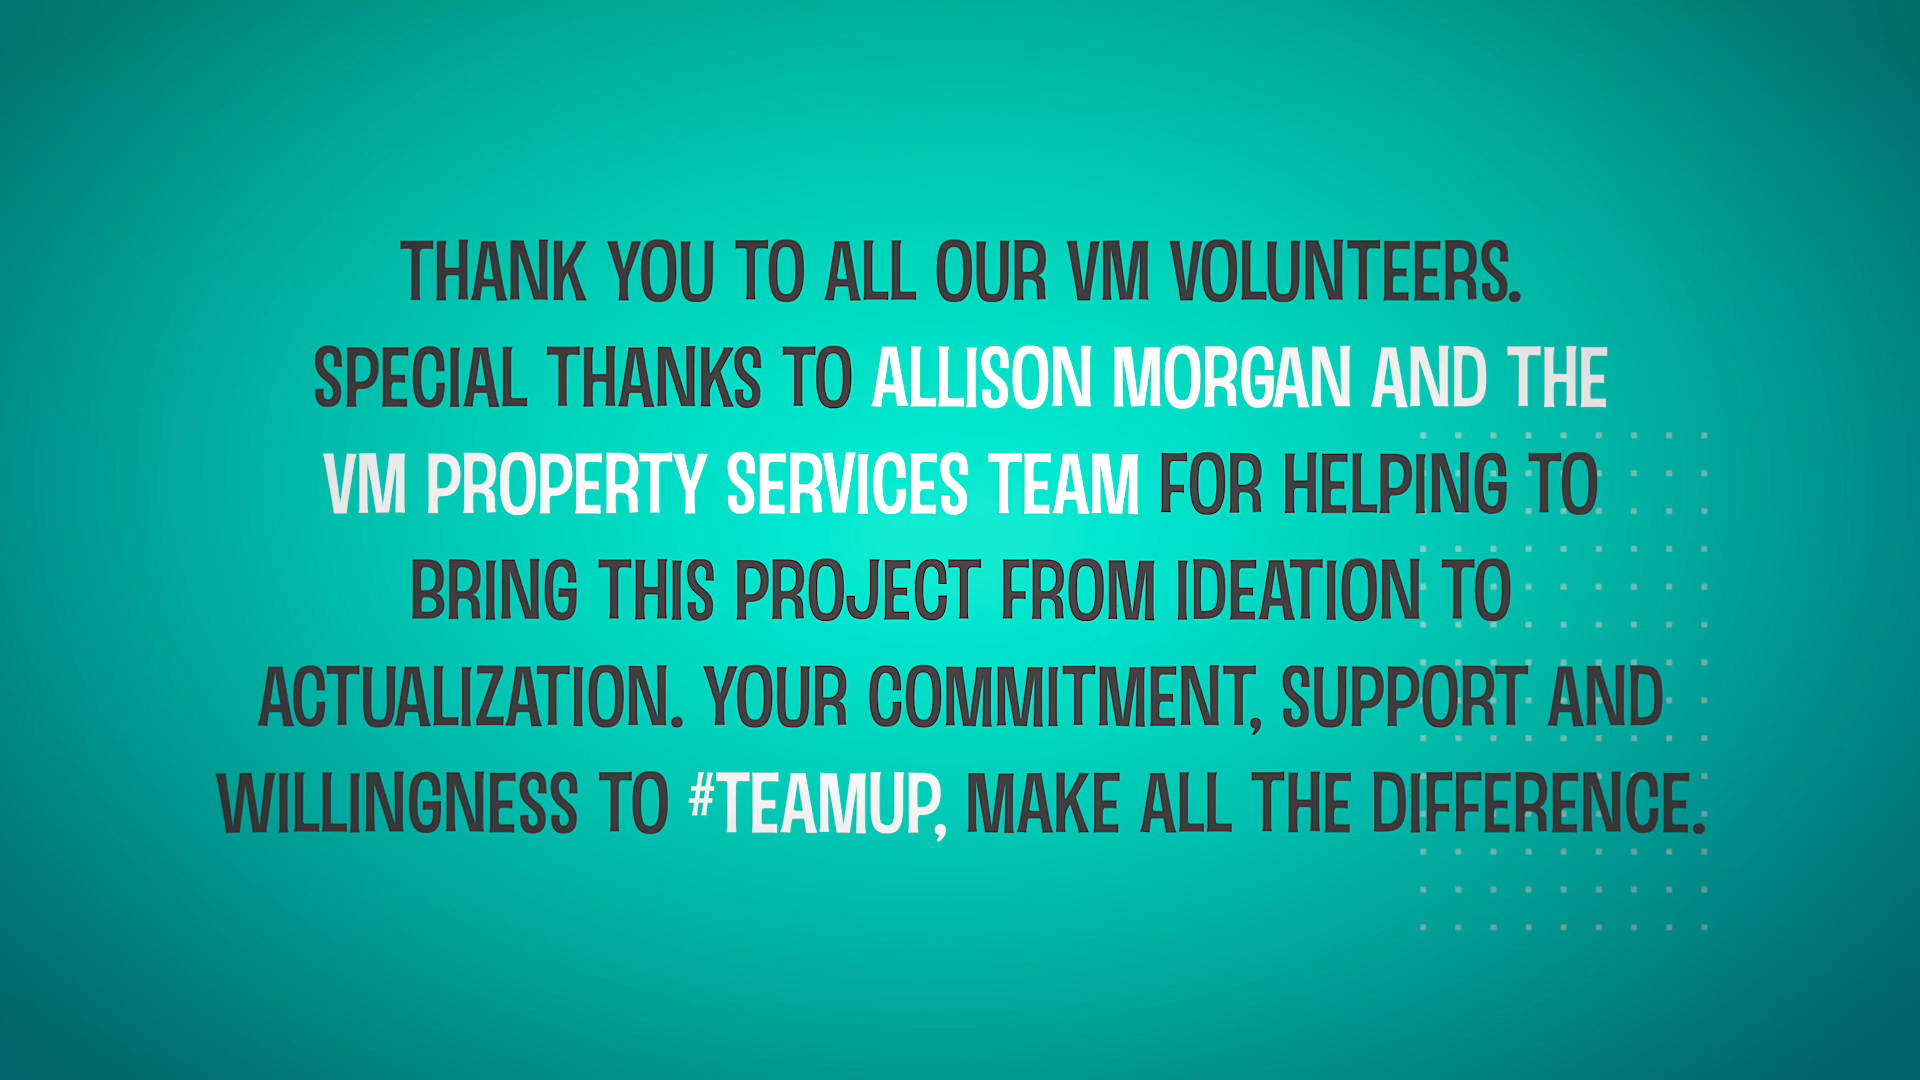 THANK YOU TO ALL OUR VM VOLUNTEERS.
SPECIAL THANKS TO ALLISON MORGAN AND THE
VM PROPERTY SERVICES TEAM FOR HELPING TO
BRING THIS PROJECT FROM IDEATION TO
ACTUALIZATION. YOUR COMMITMENT, SUPPORT AND
WILLINGNESS TO #TEAMUP, MAKE ALL THE DIFFERENCE.